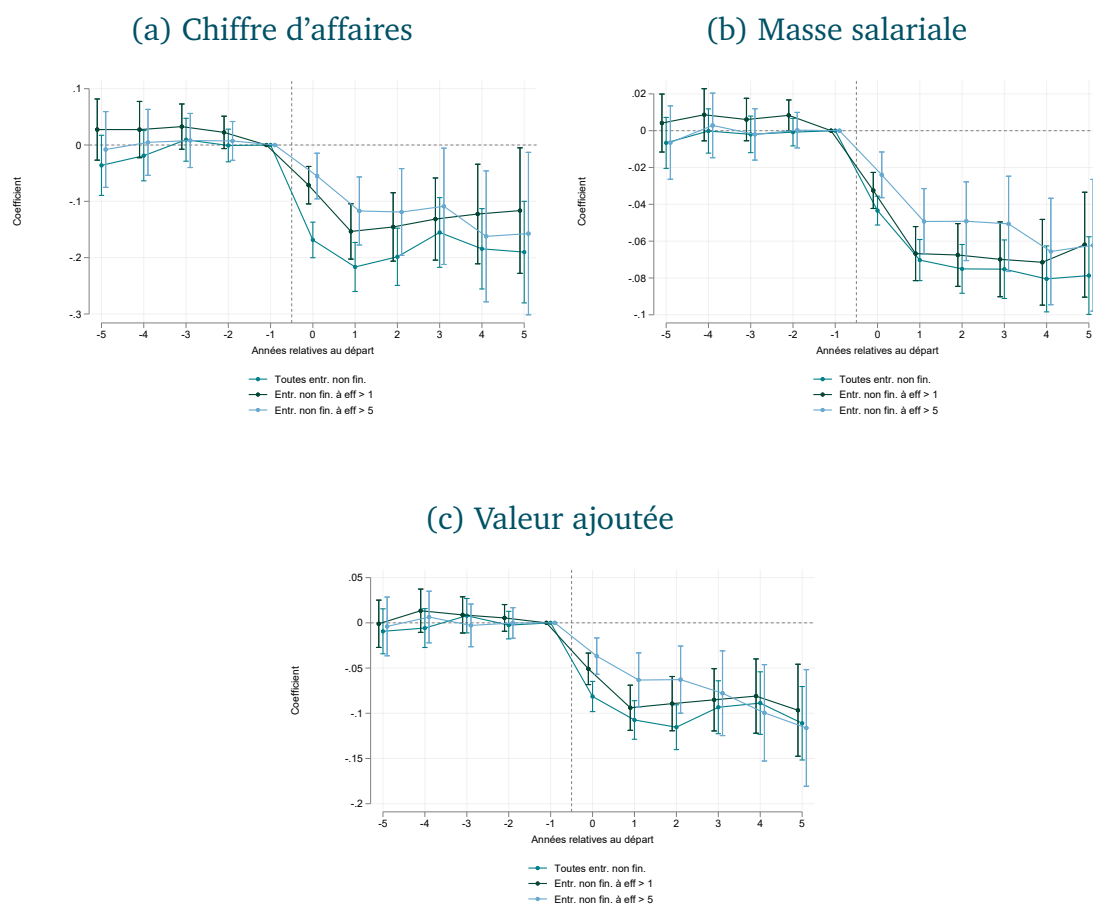 (a) Chiffre d'affaires
.1
0
-.1
-.2
-.3
Coefficient
-5 -4 -3 -2 -1 0 1 2 3 4 5
Années relatives au départ
Toutes entr. non fin.
Entr. non fin. à eff > 1
Entr. non fin. à eff > 5
(b) Masse salariale
.02
0
-.02
-.04
-.06
-.08
-.1
Coefficient
-5 -4 -3 -2 -1 0 1 2 3 4 5
Années relatives au départ
Toutes entr. non fin.
Entr. non fin. à eff > 1
Entr. non fin. à eff > 5
(c) Valeur ajoutée
.05
0
-.05
-.1
-.15
-.2
Coefficient
-5 -4 -3 -2 -1 0 1 2 3 4 5
Années relatives au départ
Toutes entr. non fin.
Entr. non fin. à eff > 1
Entr. non fin. à eff > 5